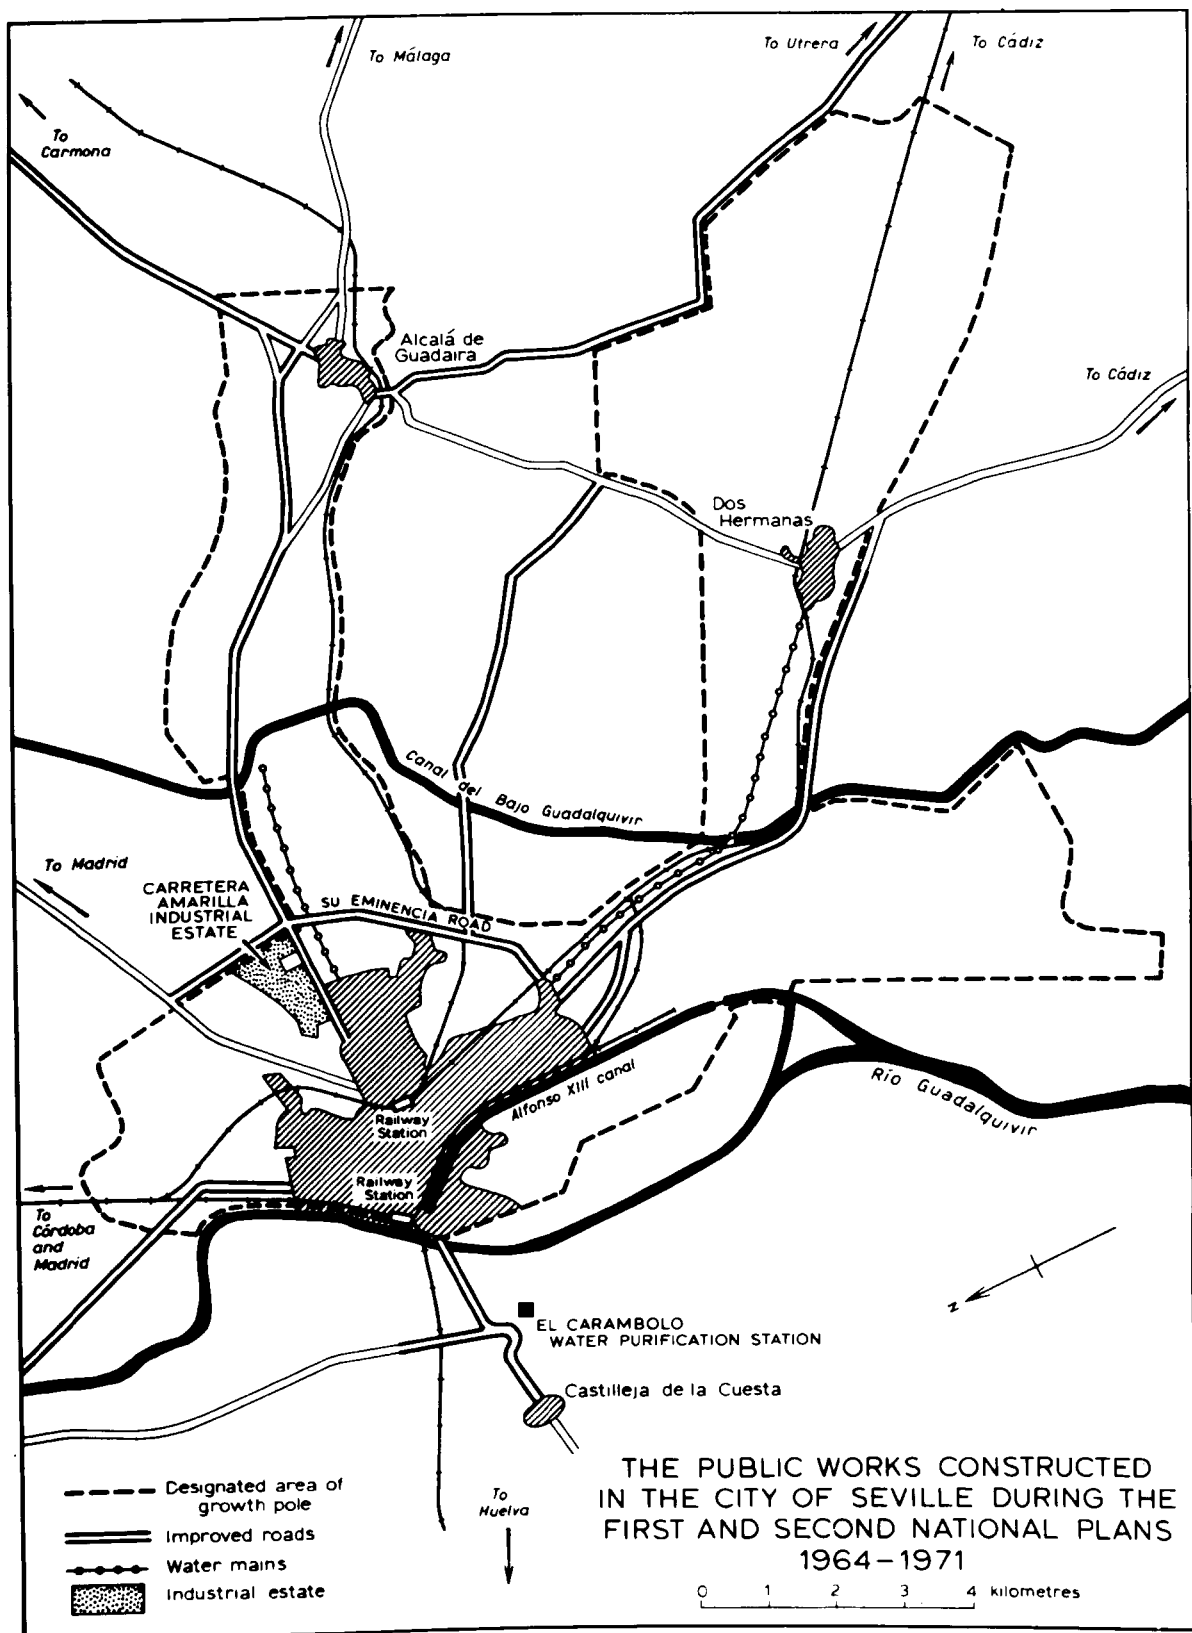 To Málaga
To Utrera
To Cádiz
To
Carmona
Alcalá de
Guadaira
To Cádiz
Dos
Hermanas
Canal del Bajo Guadalquivir
To Madrid
CARRETERA
AMARILLA
INDUSTRIAL
ESTATE
SU EMINENCIA ROAD
Alfonso XIII canal
Río Guadalquivir
Railway
Station
Railway
Station
To
Córdoba
and
Madrid
N
EL CARAMBOLO
WATER PURIFICATION STATION
Castilleja de la Cuesta
To
Huelva
Designated area of
growth pole
Improved roads
Water mains
Industrial estate
THE PUBLIC WORKS CONSTRUCTED
IN THE CITY OF SEVILLE DURING THE
FIRST AND SECOND NATIONAL PLANS
1964-1971
0 1 2 3 4 kilometres